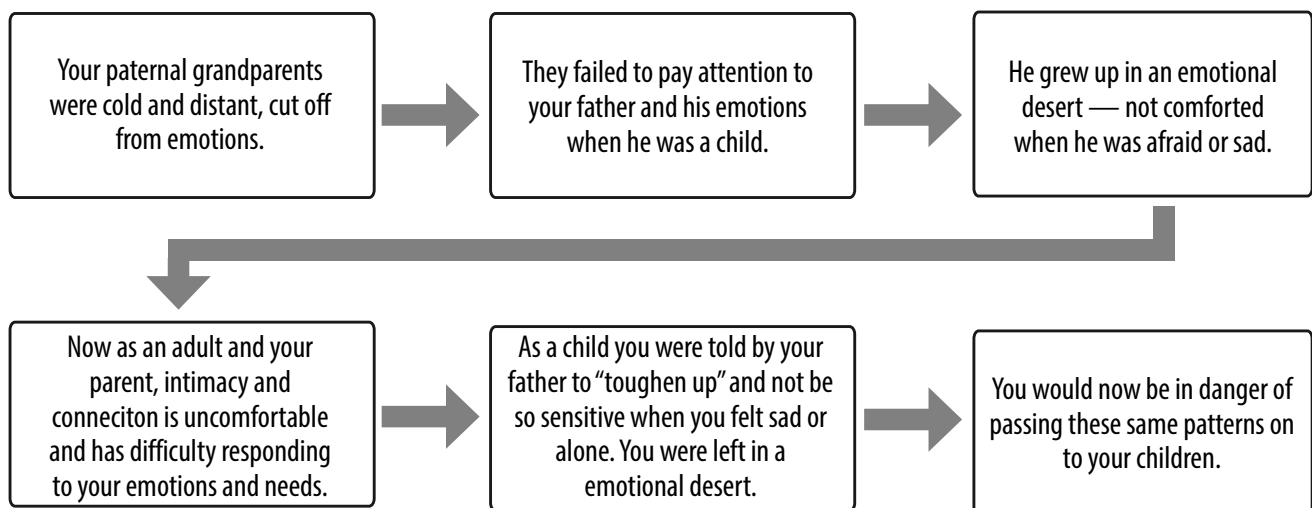 Your paternal grandparents
were cold and distant, cut off
from emotions.
They failed to pay attention to
your father and his emotions
when he was a child.
He grew up in an emotional
desert — not comforted
when he was afraid or sad.
Now as an adult and your
parent, intimacy and
conneciton is uncomfortable
and has difficulty responding
to your emotions and needs.
As a child you were told by your
father to “toughen up” and not be
so sensitive when you felt sad or
alone. You were left in a
emotional desert.
You would now be in danger of
passing these same patterns on
to your children.